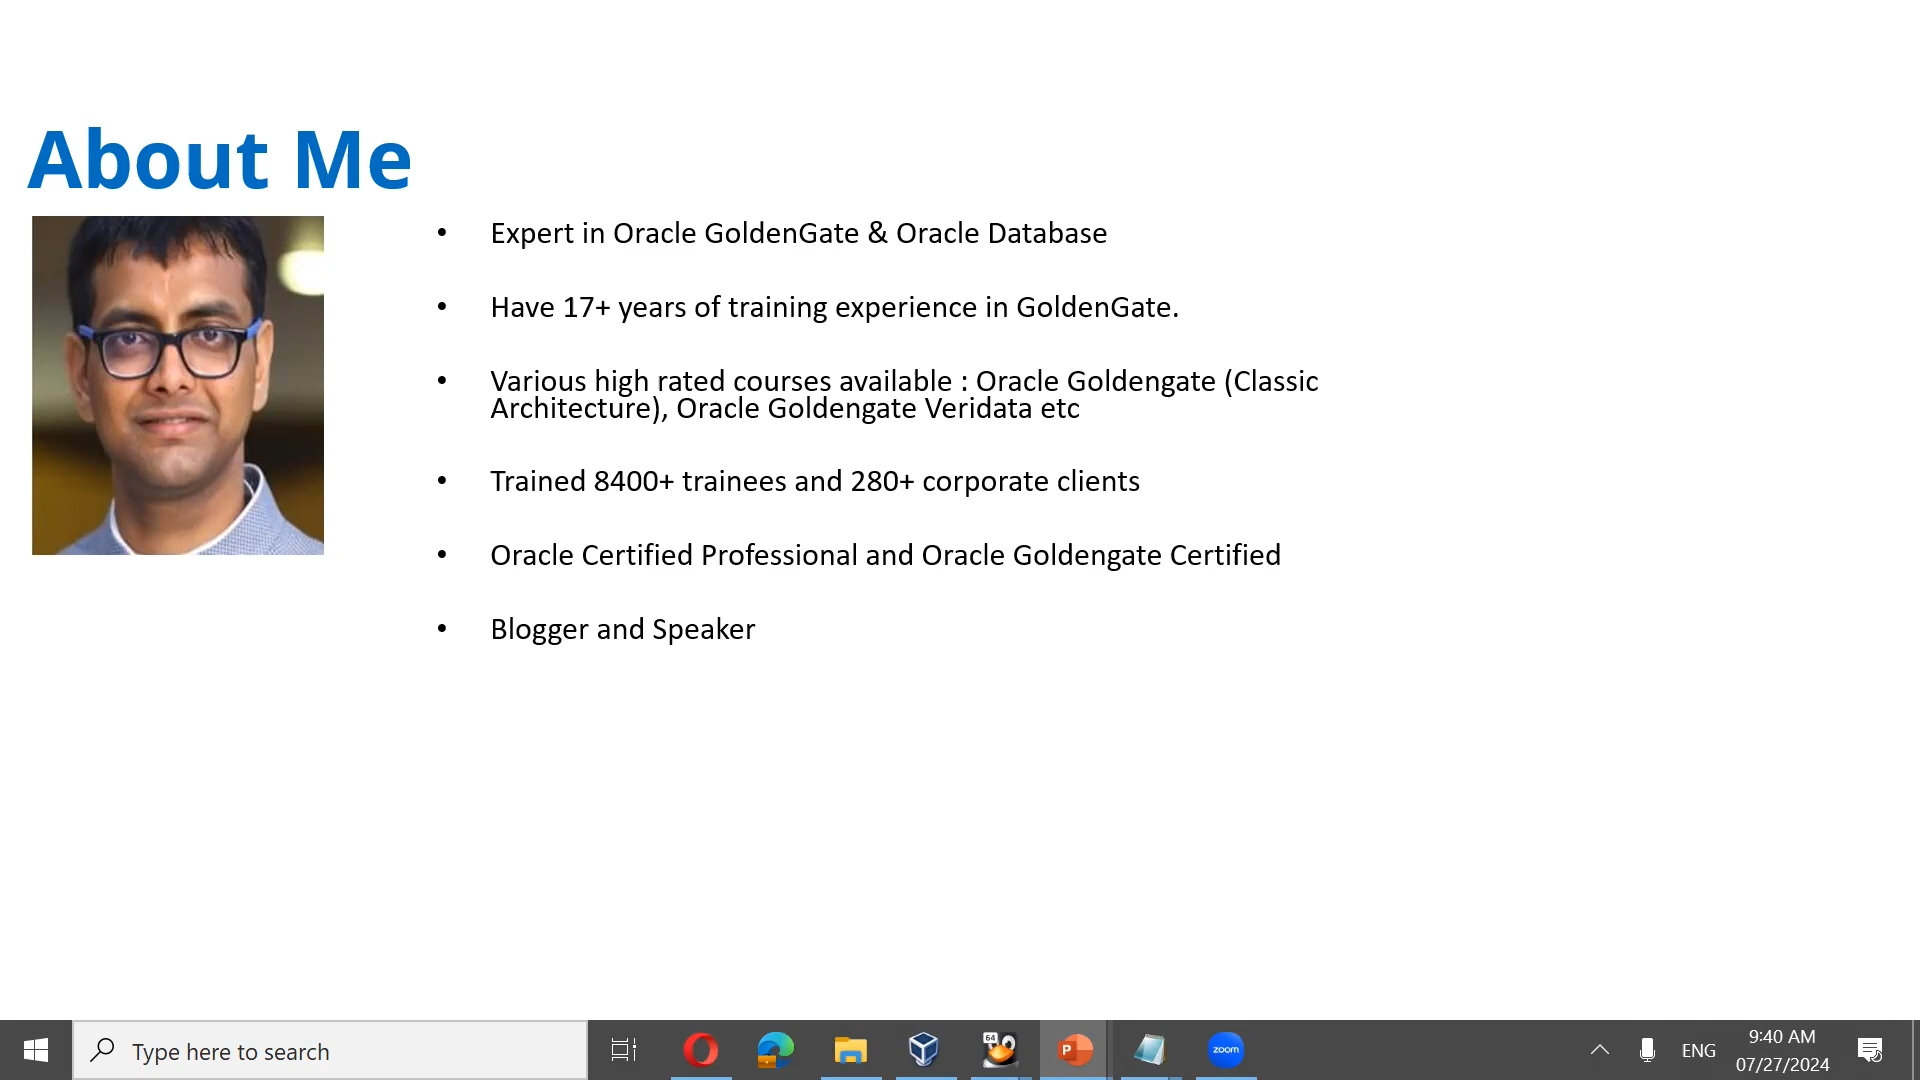 About Me
• Expert in Oracle GoldenGate & Oracle Database
• Have 17+ years of training experience in GoldenGate.
• Various high rated courses available : Oracle Goldengate (Classic
Architecture), Oracle Goldengate Veridata etc
• Trained 8400+ trainees and 280+ corporate clients
• Oracle Certified Professional and Oracle Goldengate Certified
• Blogger and Speaker
Type here to search
64
P
zoom
ENG
9:40 AM
07/27/2024